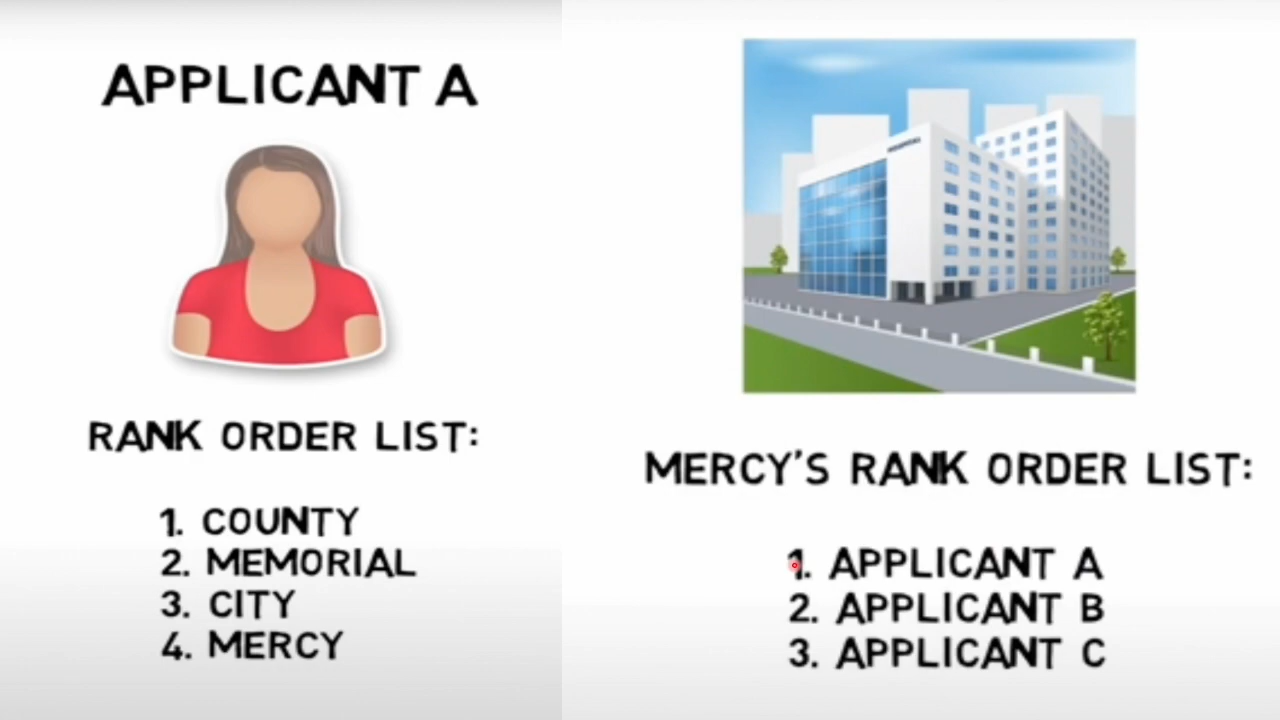 APPLICANT A
RANK ORDER LIST:
1. COUNTY
2. MEMORIAL
3. CITY
4. MERCY
HOSPITAL
MERCY'S RANK ORDER LIST:
1. APPLICANT A
2. APPLICANT B
3. APPLICANT C